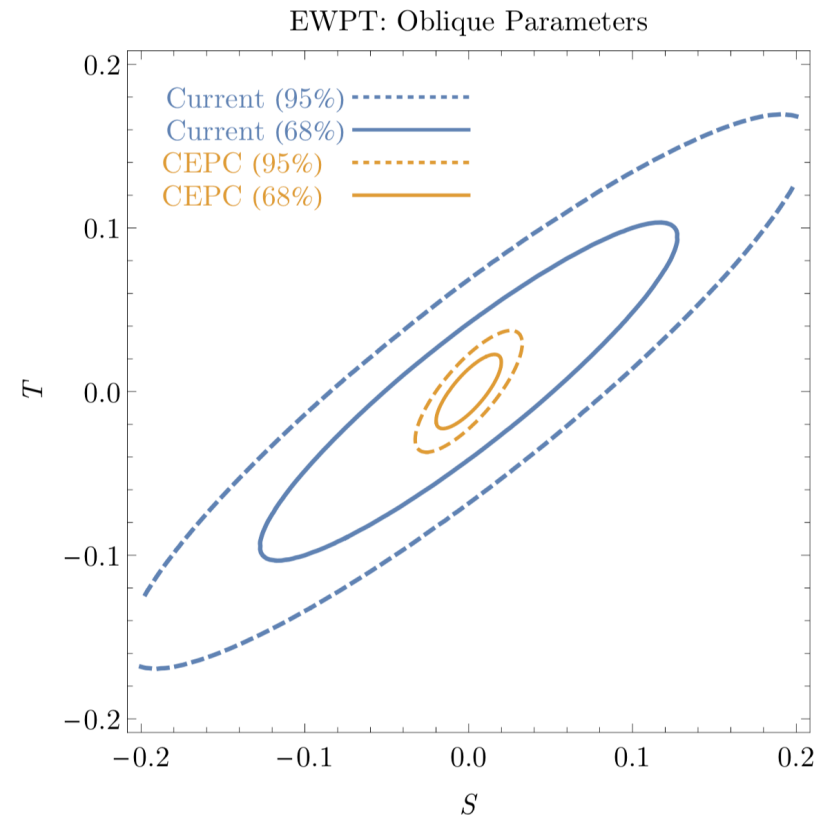 EWPT: Oblique Parameters
Current (95%)
Current (68%)
CEPC (95%)
CEPC (68%)
0.2
0.1
0.0
−0.1
−0.2
T
−0.2
−0.1
0.0
0.1
0.2
S